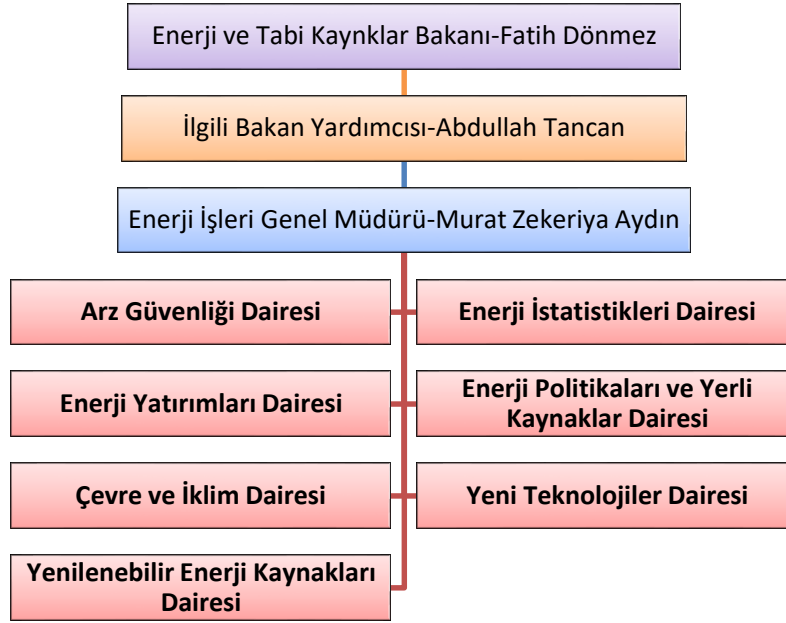 Enerji ve Tabi Kaynklar Bakanı-Fatih Dönmez
İlgili Bakan Yardımcısı-Abdullah Tancan
Enerji İşleri Genel Müdürü-Murat Zekeriya Aydın
Arz Güvenliği Dairesi
Enerji İstatistikleri Dairesi
Enerji Yatırımları Dairesi
Enerji Politikaları ve Yerli
Kaynaklar Dairesi
Çevre ve İklim Dairesi
Yeni Teknolojiler Dairesi
Yenilenebilir Enerji Kaynakları
Dairesi